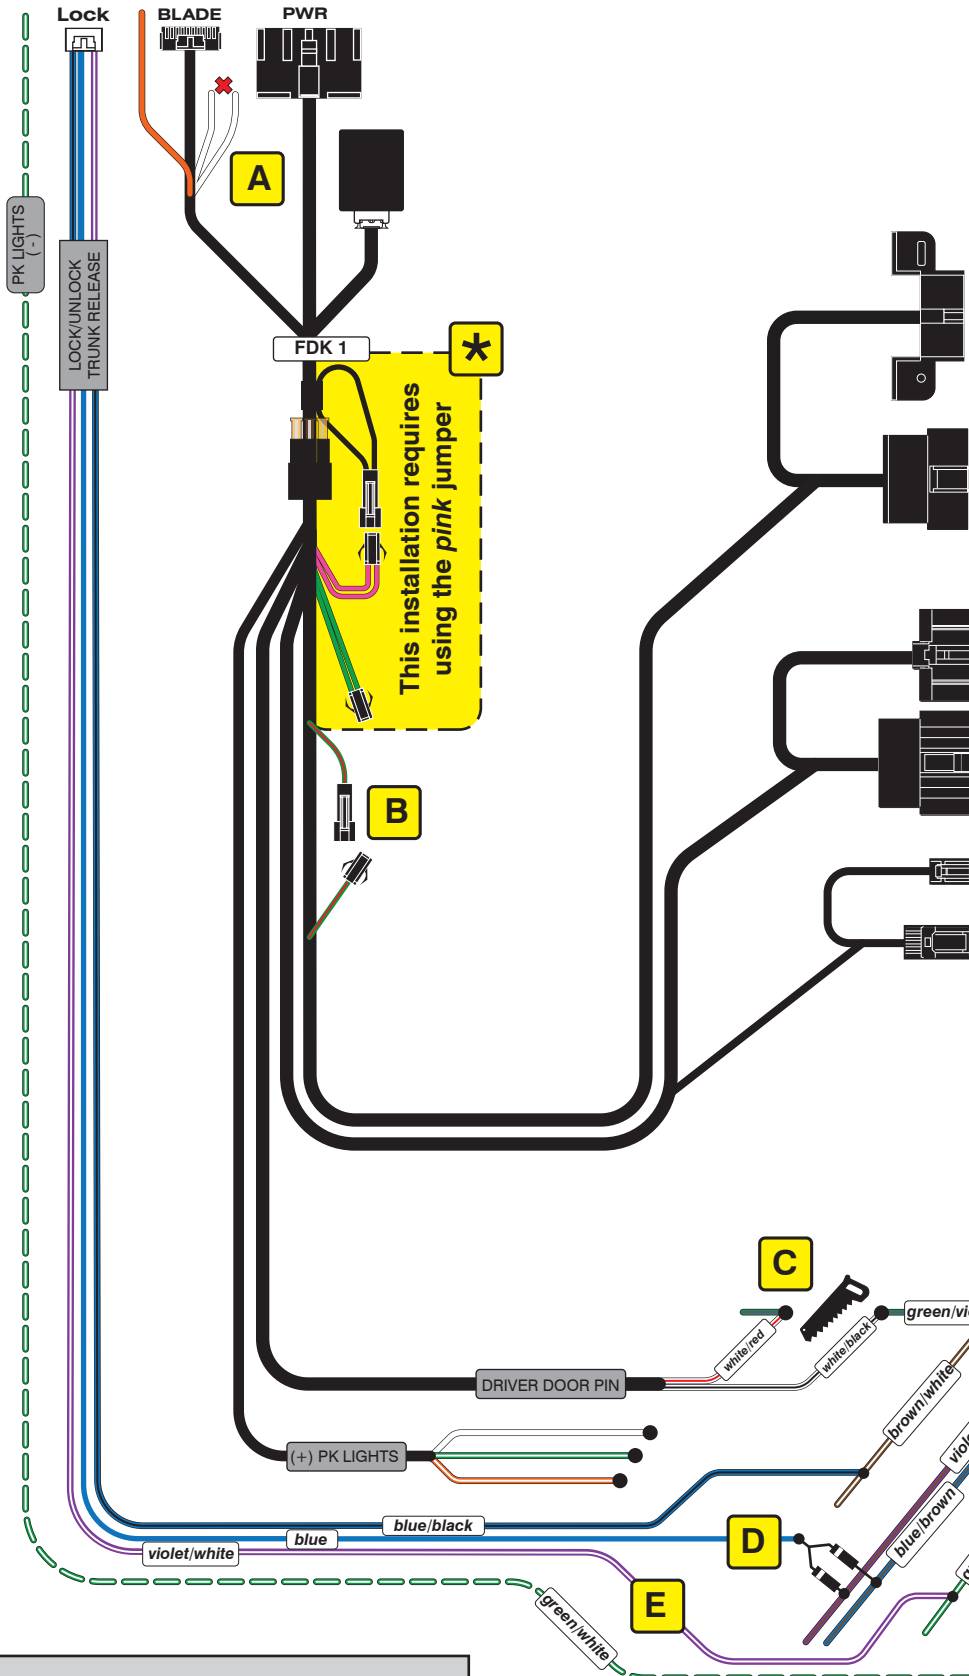 Lock
BLADE
PWR
A
PK LIGHTS
( - )
LOCK/UNLOCK
TRUNK RELEASE
FDK 1
*
This installation requires
using the pink jumper
B
C
green/vi
white/red
white/black
DRIVER DOOR PIN
brown/white
(+) PK LIGHTS
viole
blue/black
blue
violet/white
D
blue/brown
E
green/white